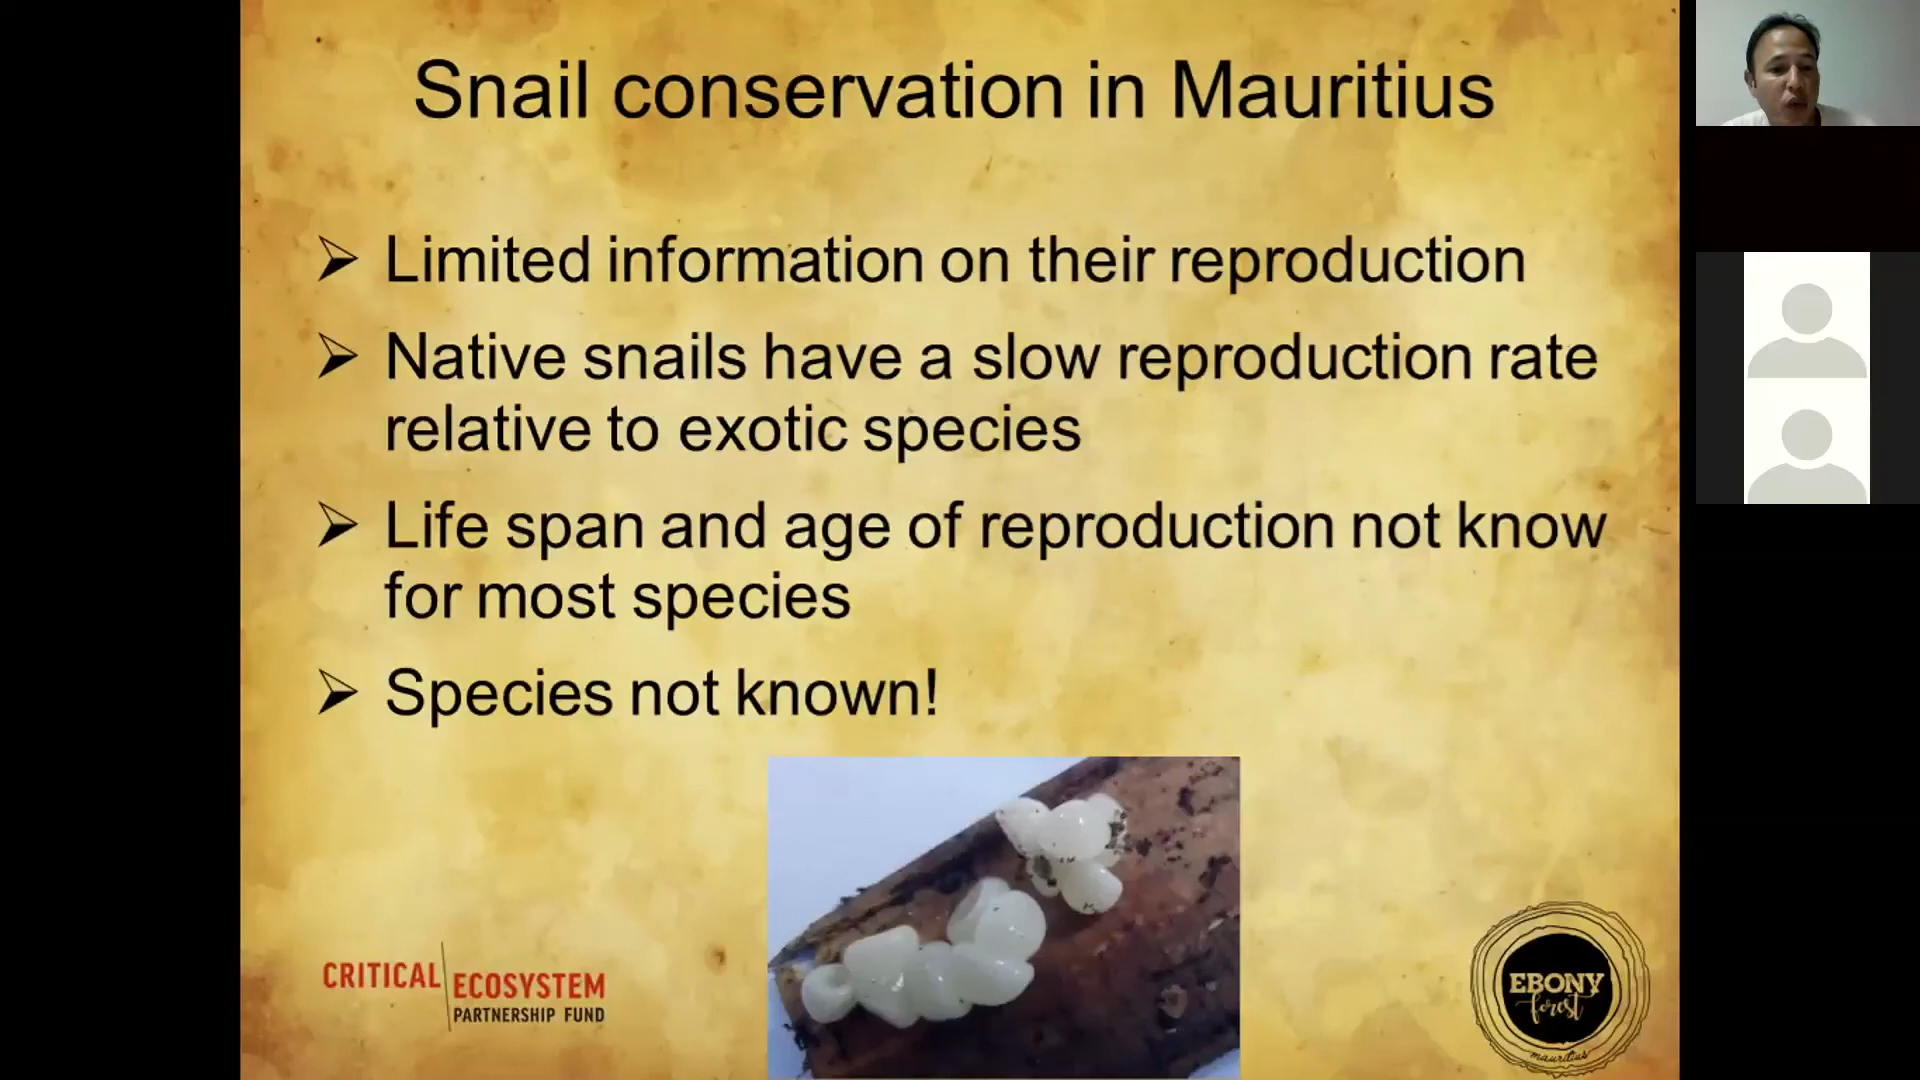 Snail conservation in Mauritius
Limited information on their reproduction
Native snails have a slow reproduction rate
relative to exotic species
Life span and age of reproduction not know
for most species
Species not known!
CRITICAL ECOSYSTEM
PARTNERSHIP FUND
EBONY
forest
mauritius